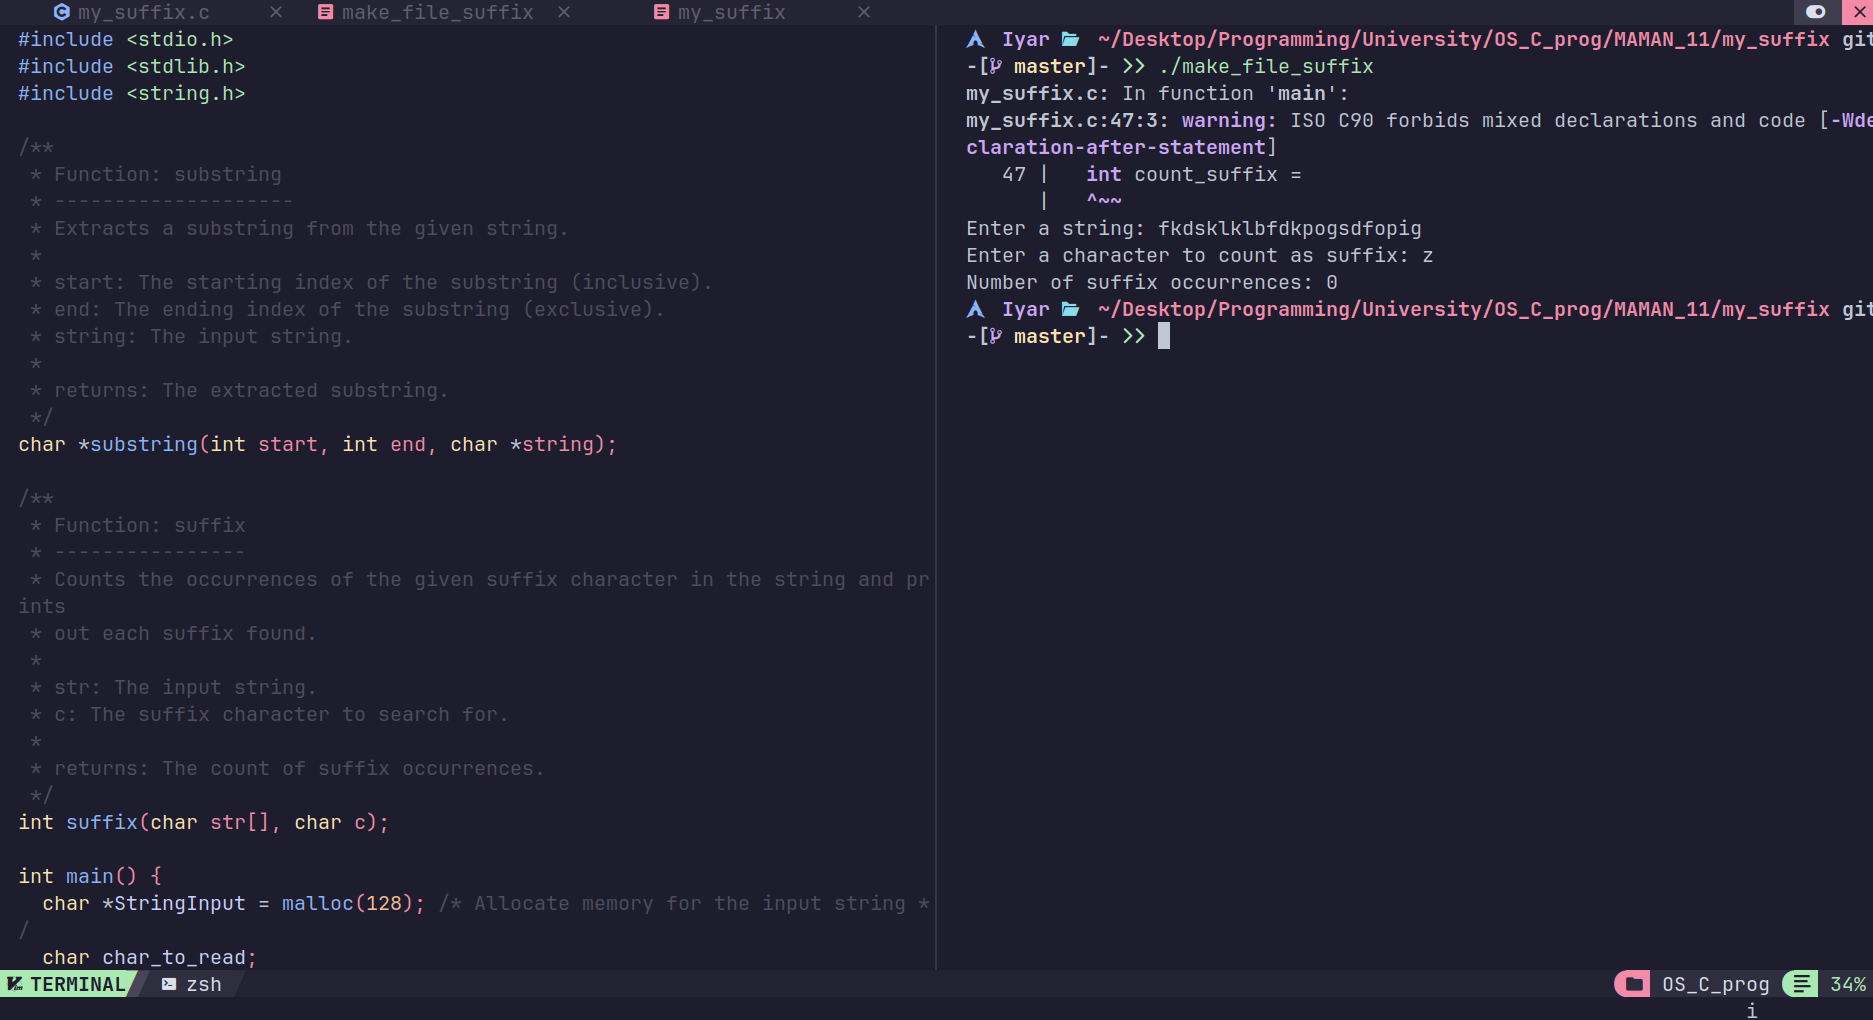 my_suffix.c × make_file_suffix × my_suffix ×
#include <stdio.h>
#include <stdlib.h>
#include <string.h>
/**
 * Function: substring
 * --------------------
 * Extracts a substring from the given string.
 *
 * start: The starting index of the substring (inclusive).
 * end: The ending index of the substring (exclusive).
 * string: The input string.
 *
 * returns: The extracted substring.
 */
char *substring(int start, int end, char *string);
/**
 * Function: suffix
 * ----------------
 * Counts the occurrences of the given suffix character in the string and pr
ints
 * out each suffix found.
 *
 * str: The input string.
 * c: The suffix character to search for.
 *
 * returns: The count of suffix occurrences.
 */
int suffix(char str[], char c);
int main() {
  char *StringInput = malloc(128); /* Allocate memory for the input string *
/
  char char_to_read;
Iyar ~/Desktop/Programming/University/OS_C_prog/MAMAN_11/my_suffix git
-[ master]- >> ./make_file_suffix
my_suffix.c: In function 'main':
my_suffix.c:47:3: warning: ISO C90 forbids mixed declarations and code [-Wde
claration-after-statement]
   47 |   int count_suffix =
      |   ^~~
Enter a string: fkdsklklbfdkpogsdfopig
Enter a character to count as suffix: z
Number of suffix occurrences: 0
Iyar ~/Desktop/Programming/University/OS_C_prog/MAMAN_11/my_suffix git
-[ master]- >>
TERMINAL zsh OS_C_prog 34%
i